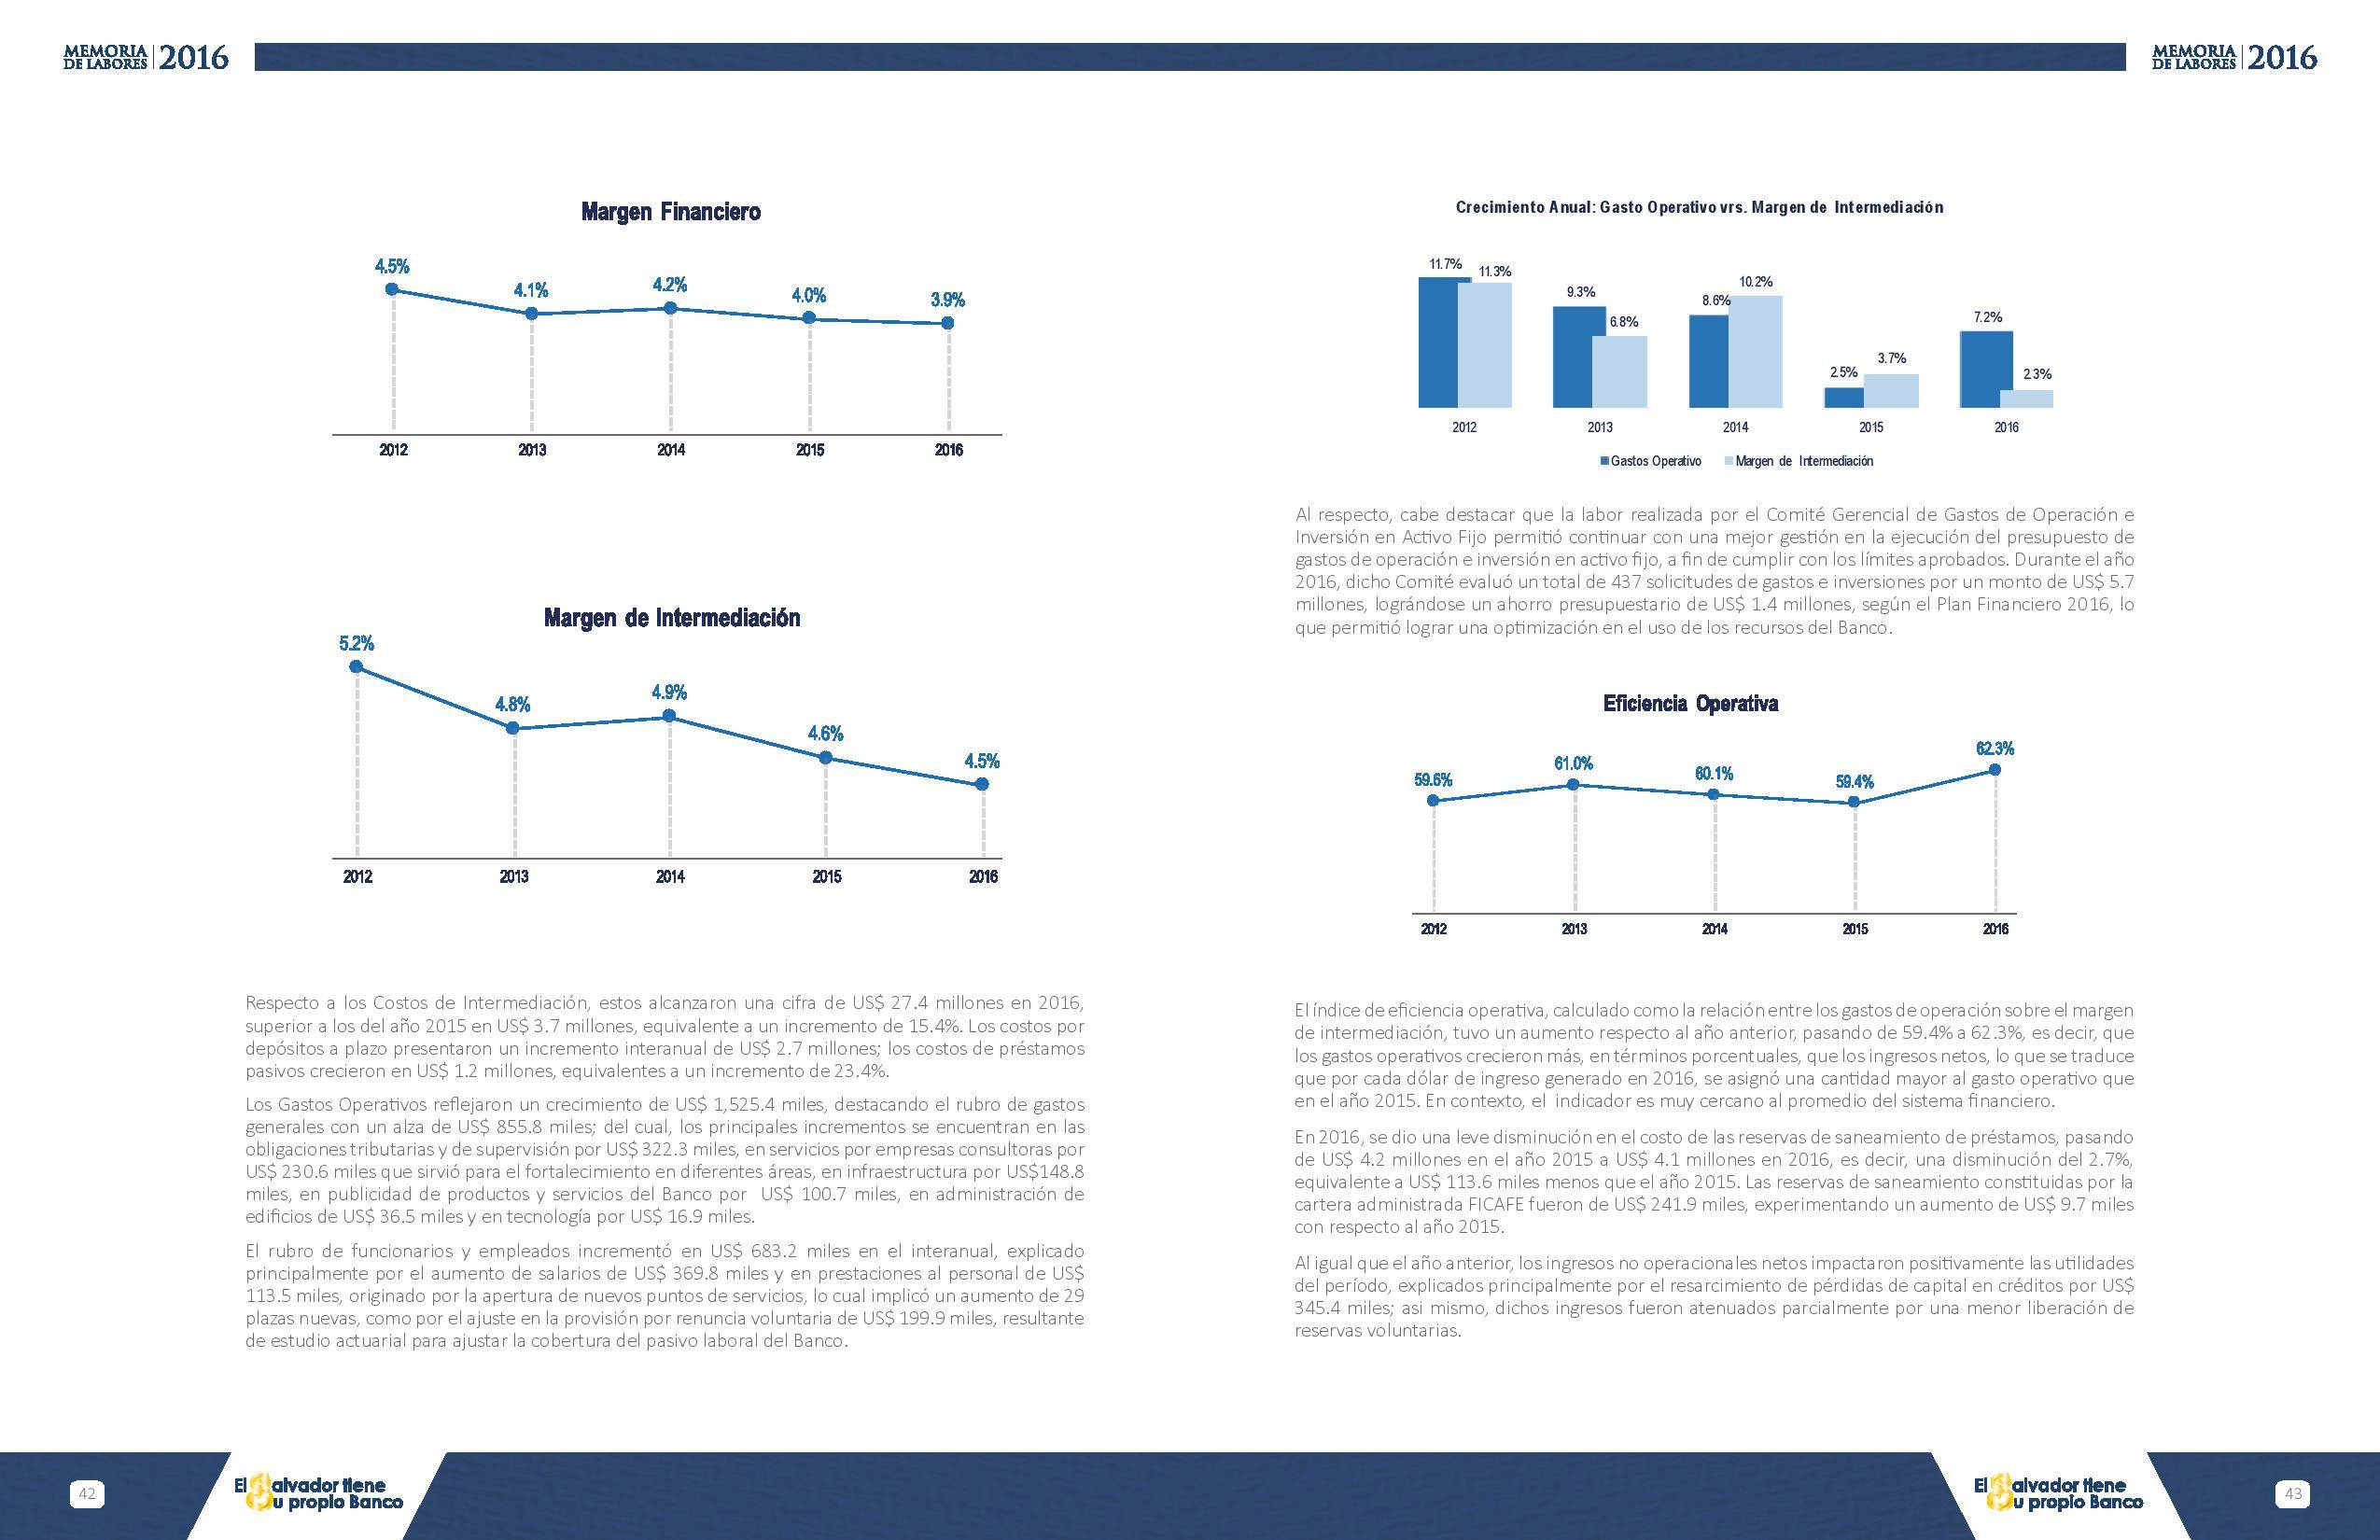 MEMORIA
DE LABORES 2016
MEMORIA
DE LABORES 2016
Margen Financiero
4.5%
4.1%
4.2%
4.0%
3.9%
2012 2013 2014 2015 2016
Margen de Intermediación
5.2%
4.8%
4.9%
4.6%
4.5%
2012 2013 2014 2015 2016
Respecto a los Costos de Intermediación, estos alcanzaron una cifra de US$ 27.4 millones en 2016,
superior a los del año 2015 en US$ 3.7 millones, equivalente a un incremento de 15.4%. Los costos por
depósitos a plazo presentaron un incremento interanual de US$ 2.7 millones; los costos de préstamos
pasivos crecieron en US$ 1.2 millones, equivalentes a un incremento de 23.4%.
Los Gastos Operativos reflejaron un crecimiento de US$ 1,525.4 miles, destacando el rubro de gastos
generales con un alza de US$ 855.8 miles; del cual, los principales incrementos se encuentran en las
obligaciones tributarias y de supervisión por US$ 322.3 miles, en servicios por empresas consultoras por
US$ 230.6 miles que sirvió para el fortalecimiento en diferentes áreas, en infraestructura por US$148.8
miles, en publicidad de productos y servicios del Banco por US$ 100.7 miles, en administración de
edificios de US$ 36.5 miles y en tecnología por US$ 16.9 miles.
El rubro de funcionarios y empleados incrementó en US$ 683.2 miles en el interanual, explicado
principalmente por el aumento de salarios de US$ 369.8 miles y en prestaciones al personal de US$
113.5 miles, originado por la apertura de nuevos puntos de servicios, lo cual implicó un aumento de 29
plazas nuevas, como por el ajuste en la provisión por renuncia voluntaria de US$ 199.9 miles, resultante
de estudio actuarial para ajustar la cobertura del pasivo laboral del Banco.
42
El Salvador tiene
Su propio Banco
Crecimiento Anual: Gasto Operativo vrs. Margen de Intermediación
11.7% 11.3%
9.3% 6.8%
8.6% 10.2%
2.5% 3.7%
7.2% 2.3%
2012 2013 2014 2015 2016
Gastos Operativo Margen de Intermediación
Al respecto, cabe destacar que la labor realizada por el Comité Gerencial de Gastos de Operación e
Inversión en Activo Fijo permitió continuar con una mejor gestión en la ejecución del presupuesto de
gastos de operación e inversión en activo fijo, a fin de cumplir con los límites aprobados. Durante el año
2016, dicho Comité evaluó un total de 437 solicitudes de gastos e inversiones por un monto de US$ 5.7
millones, lográndose un ahorro presupuestario de US$ 1.4 millones, según el Plan Financiero 2016, lo
que permitió lograr una optimización en el uso de los recursos del Banco.
Eficiencia Operativa
59.6%
61.0%
60.1%
59.4%
62.3%
2012 2013 2014 2015 2016
El índice de eficiencia operativa, calculado como la relación entre los gastos de operación sobre el margen
de intermediación, tuvo un aumento respecto al año anterior, pasando de 59.4% a 62.3%, es decir, que
los gastos operativos crecieron más, en términos porcentuales, que los ingresos netos, lo que se traduce
que por cada dólar de ingreso generado en 2016, se asignó una cantidad mayor al gasto operativo que
en el año 2015. En contexto, el indicador es muy cercano al promedio del sistema financiero.
En 2016, se dio una leve disminución en el costo de las reservas de saneamiento de préstamos, pasando
de US$ 4.2 millones en el año 2015 a US$ 4.1 millones en 2016, es decir, una disminución del 2.7%,
equivalente a US$ 113.6 miles menos que el año 2015. Las reservas de saneamiento constituidas por la
cartera administrada FICAFE fueron de US$ 241.9 miles, experimentando un aumento de US$ 9.7 miles
con respecto al año 2015.
Al igual que el año anterior, los ingresos no operacionales netos impactaron positivamente las utilidades
del período, explicados principalmente por el resarcimiento de pérdidas de capital en créditos por US$
345.4 miles; asi mismo, dichos ingresos fueron atenuados parcialmente por una menor liberación de
reservas voluntarias.
El Salvador tiene
Su propio Banco
43